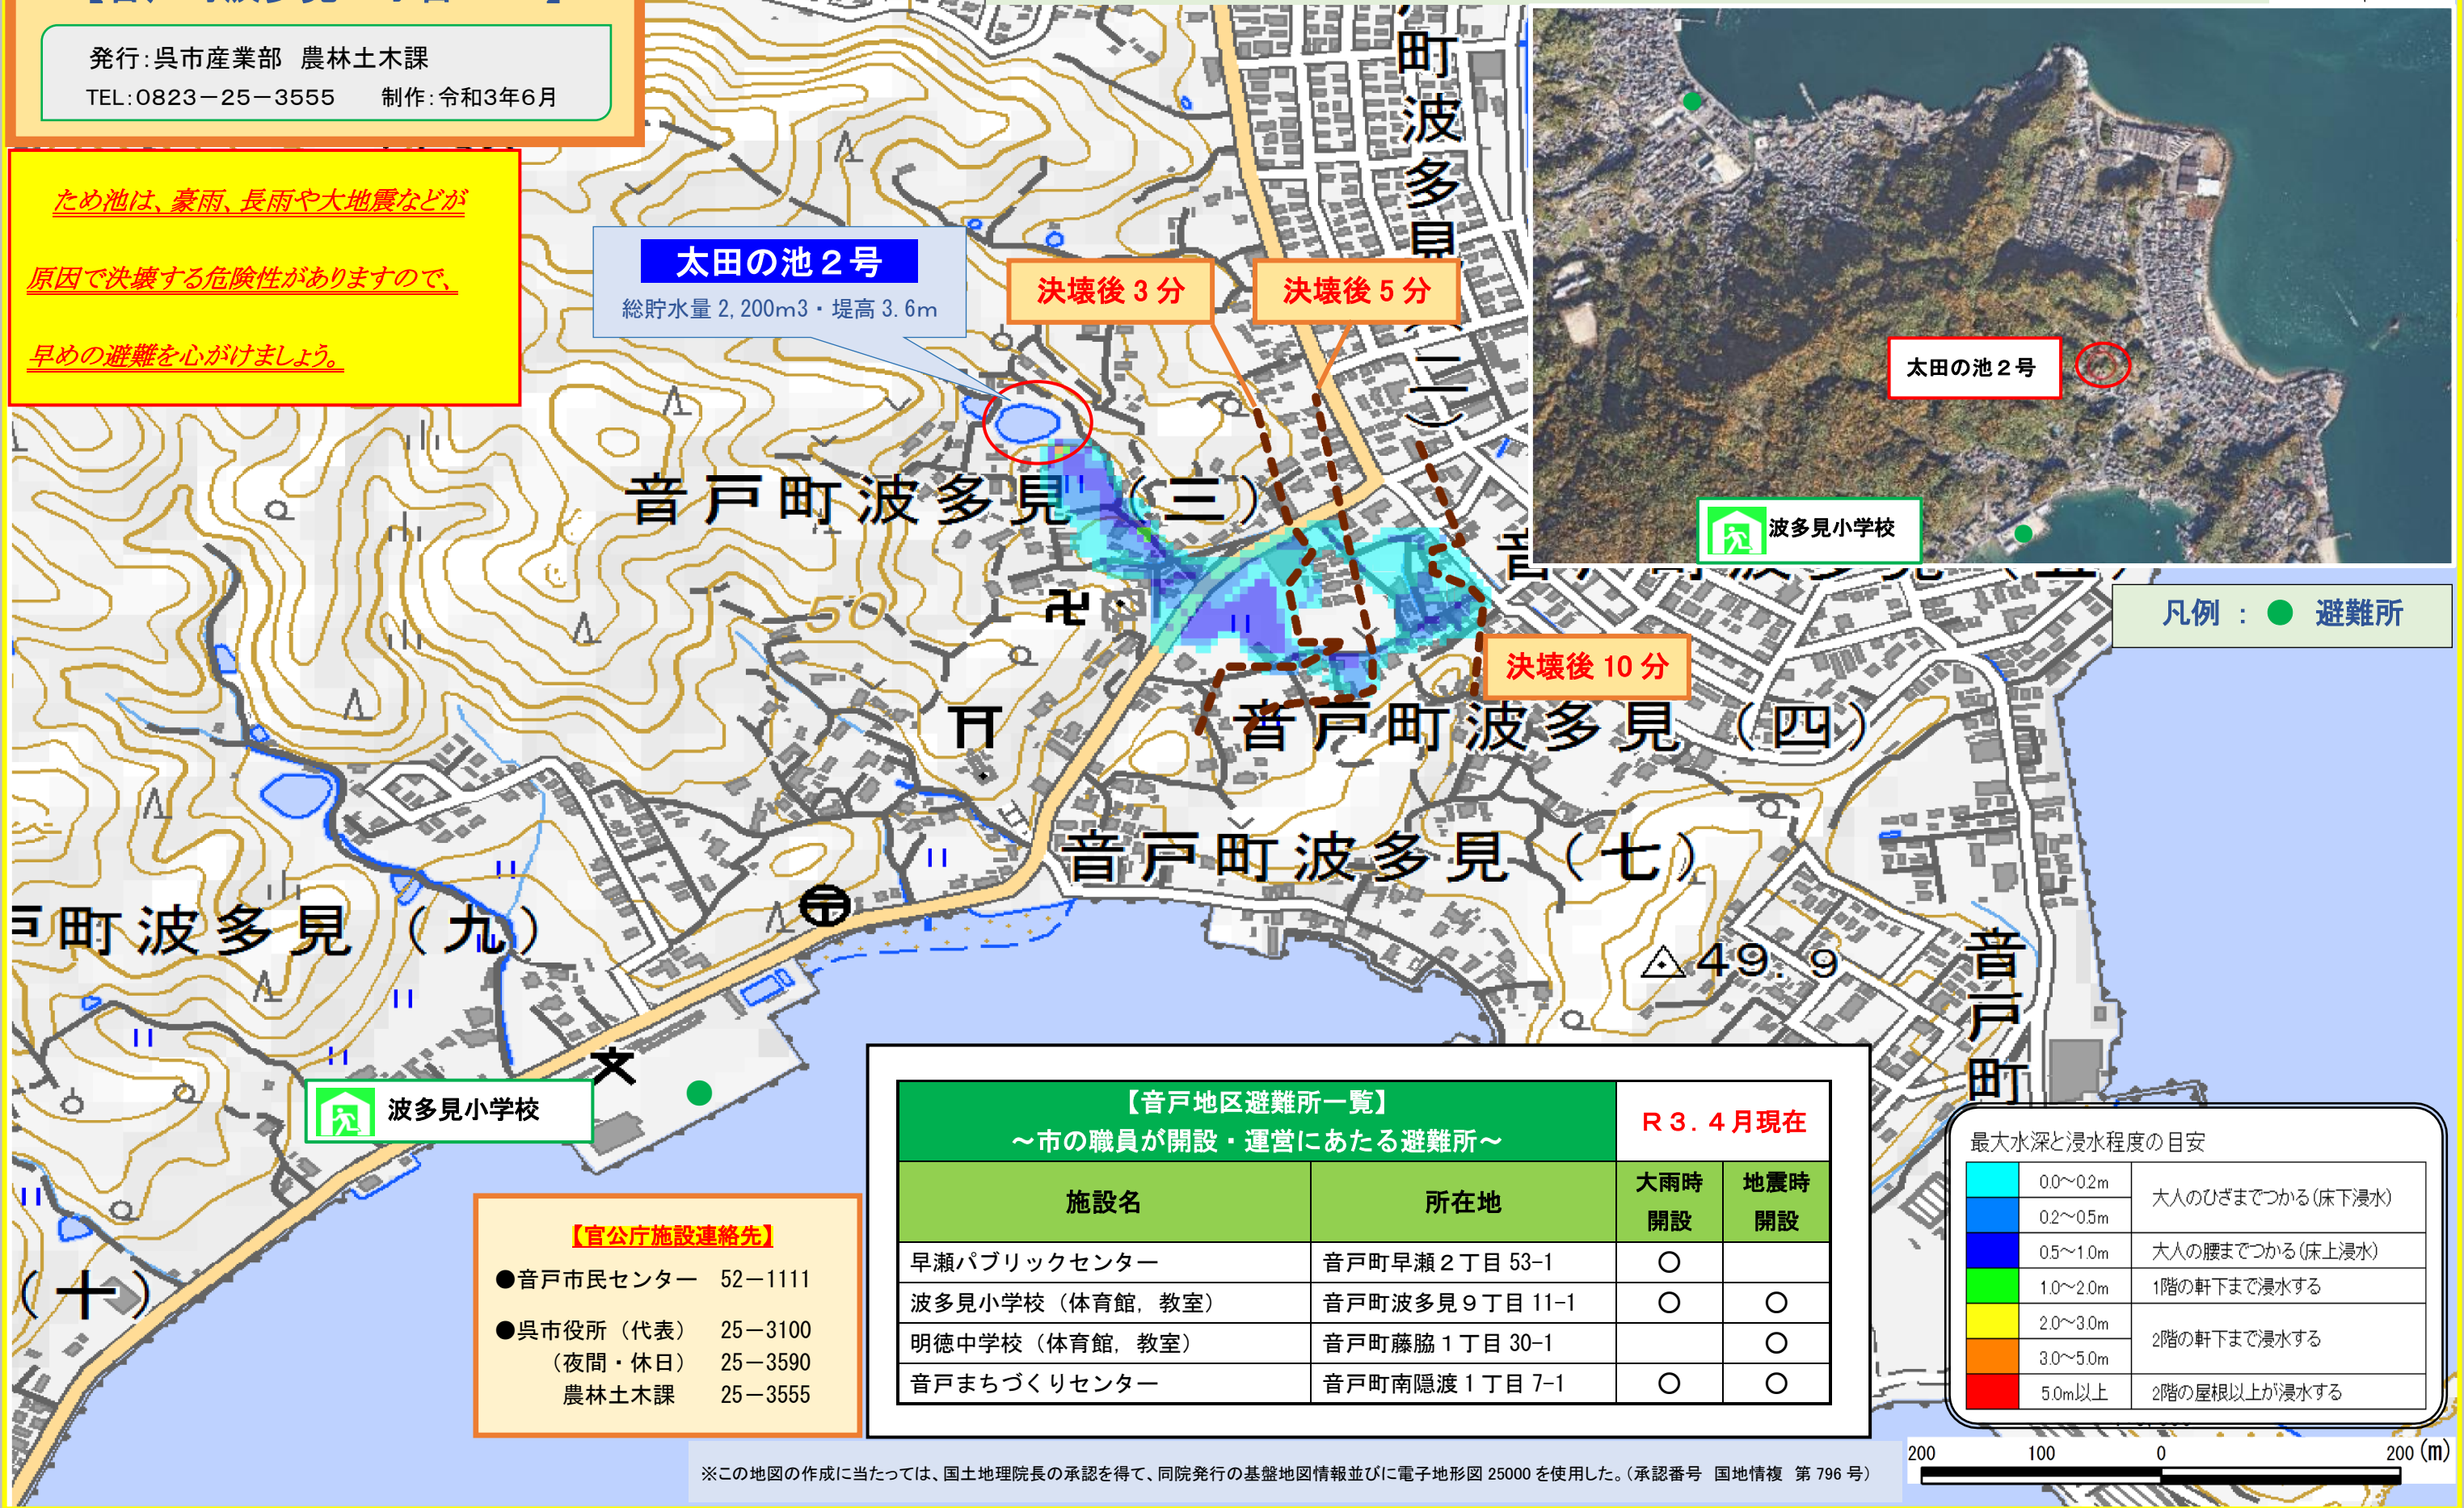 発行：呉市産業部 農林土木課
TEL：0823－25－3555 制作：令和3年6月
ため池は、豪雨、長雨や大地震などが
原因で決壊する危険性がありますので、
早めの避難を心がけましょう。
太田の池２号
総貯水量 2,200m3・堤高 3.6m
決壊後 3 分
決壊後 5 分
決壊後 10 分
町波多見（二）
音戸町波多見（三）
音戸町波多見（四）
音戸町波多見（七）
戸町波多見（九）
（十）
音戸町
50
49.9
太田の池２号
波多見小学校
凡例 ： ● 避難所
波多見小学校
【官公庁施設連絡先】
●音戸市民センター 52－1111
●呉市役所（代表） 25－3100
（夜間・休日） 25－3590
農林土木課 25－3555
【音戸地区避難所一覧】
～市の職員が開設・運営にあたる避難所～
Ｒ３．４月現在
施設名 所在地 大雨時開設 地震時開設
早瀬パブリックセンター 音戸町早瀬２丁目 53-1 〇
波多見小学校（体育館，教室） 音戸町波多見９丁目 11-1 〇 〇
明徳中学校（体育館，教室） 音戸町藤脇１丁目 30-1 〇
音戸まちづくりセンター 音戸町南隠渡１丁目 7-1 〇 〇
最大水深と浸水程度の目安
0.0～0.2m 大人のひざまでつかる（床下浸水）
0.2～0.5m
0.5～1.0m 大人の腰までつかる（床上浸水）
1.0～2.0m 1階の軒下まで浸水する
2.0～3.0m 2階の軒下まで浸水する
3.0～5.0m
5.0m以上 2階の屋根以上が浸水する
200 100 0 200 (m)
※この地図の作成に当たっては、国土地理院長の承認を得て、同院発行の基盤地図情報並びに電子地形図 25000 を使用した。（承認番号 国地情複 第 796 号）